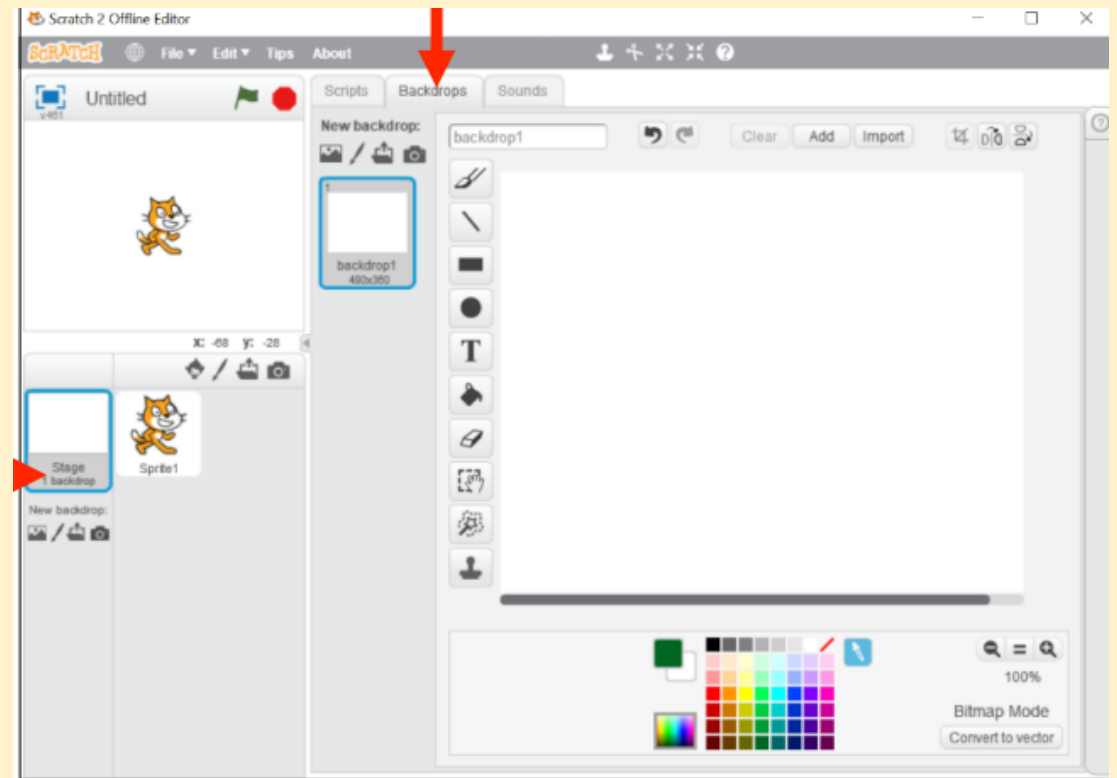 Scratch 2 Offline Editor
SCRATCH File Edit Tips About
Untitled
v461
Scripts Backdrops Sounds
New backdrop:
backdrop1
Clear Add Import
1
backdrop1
480x360
X: -68 y: -28
T
Stage
1 backdrop
Sprite1
New backdrop:
100%
Bitmap Mode
Convert to vector